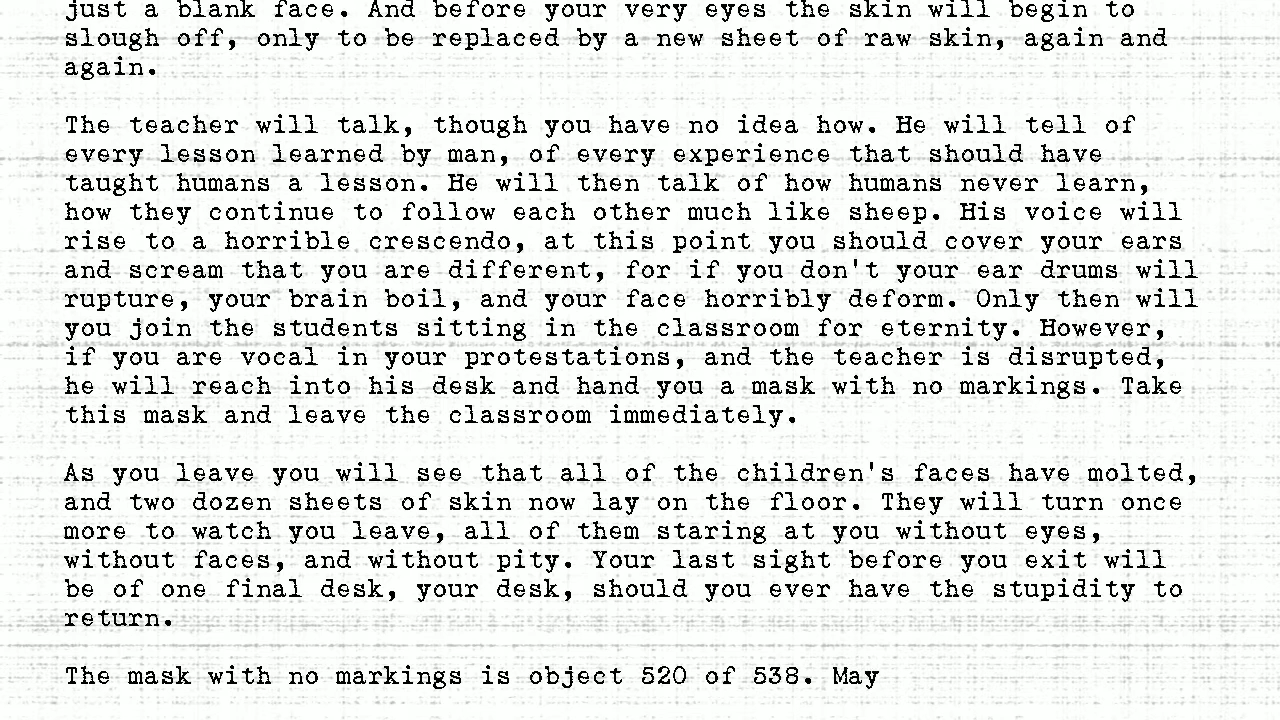 just a blank face. And before your very eyes the skin will begin to
slough off, only to be replaced by a new sheet of raw skin, again and
again.
The teacher will talk, though you have no idea how. He will tell of
every lesson learned by man, of every experience that should have
taught humans a lesson. He will then talk of how humans never learn,
how they continue to follow each other much like sheep. His voice will
rise to a horrible crescendo, at this point you should cover your ears
and scream that you are different, for if you don't your ear drums will
rupture, your brain boil, and your face horribly deform. Only then will
you join the students sitting in the classroom for eternity. However,
if you are vocal in your protestations, and the teacher is disrupted,
he will reach into his desk and hand you a mask with no markings. Take
this mask and leave the classroom immediately.
As you leave you will see that all of the children's faces have molted,
and two dozen sheets of skin now lay on the floor. They will turn once
more to watch you leave, all of them staring at you without eyes,
without faces, and without pity. Your last sight before you exit will
be of one final desk, your desk, should you ever have the stupidity to
return.
The mask with no markings is object 520 of 538. May